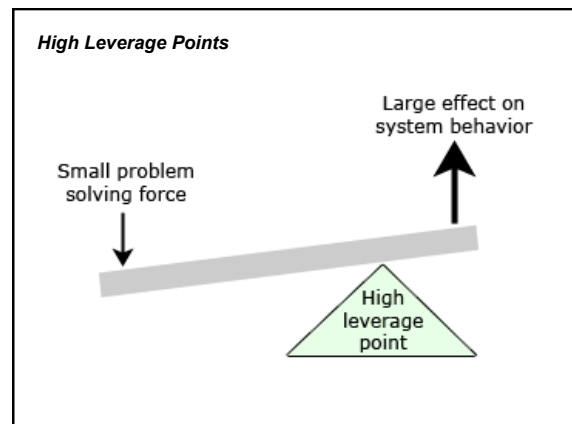 High Leverage Points
Large effect on
system behavior
Small problem
solving force
High
leverage
point